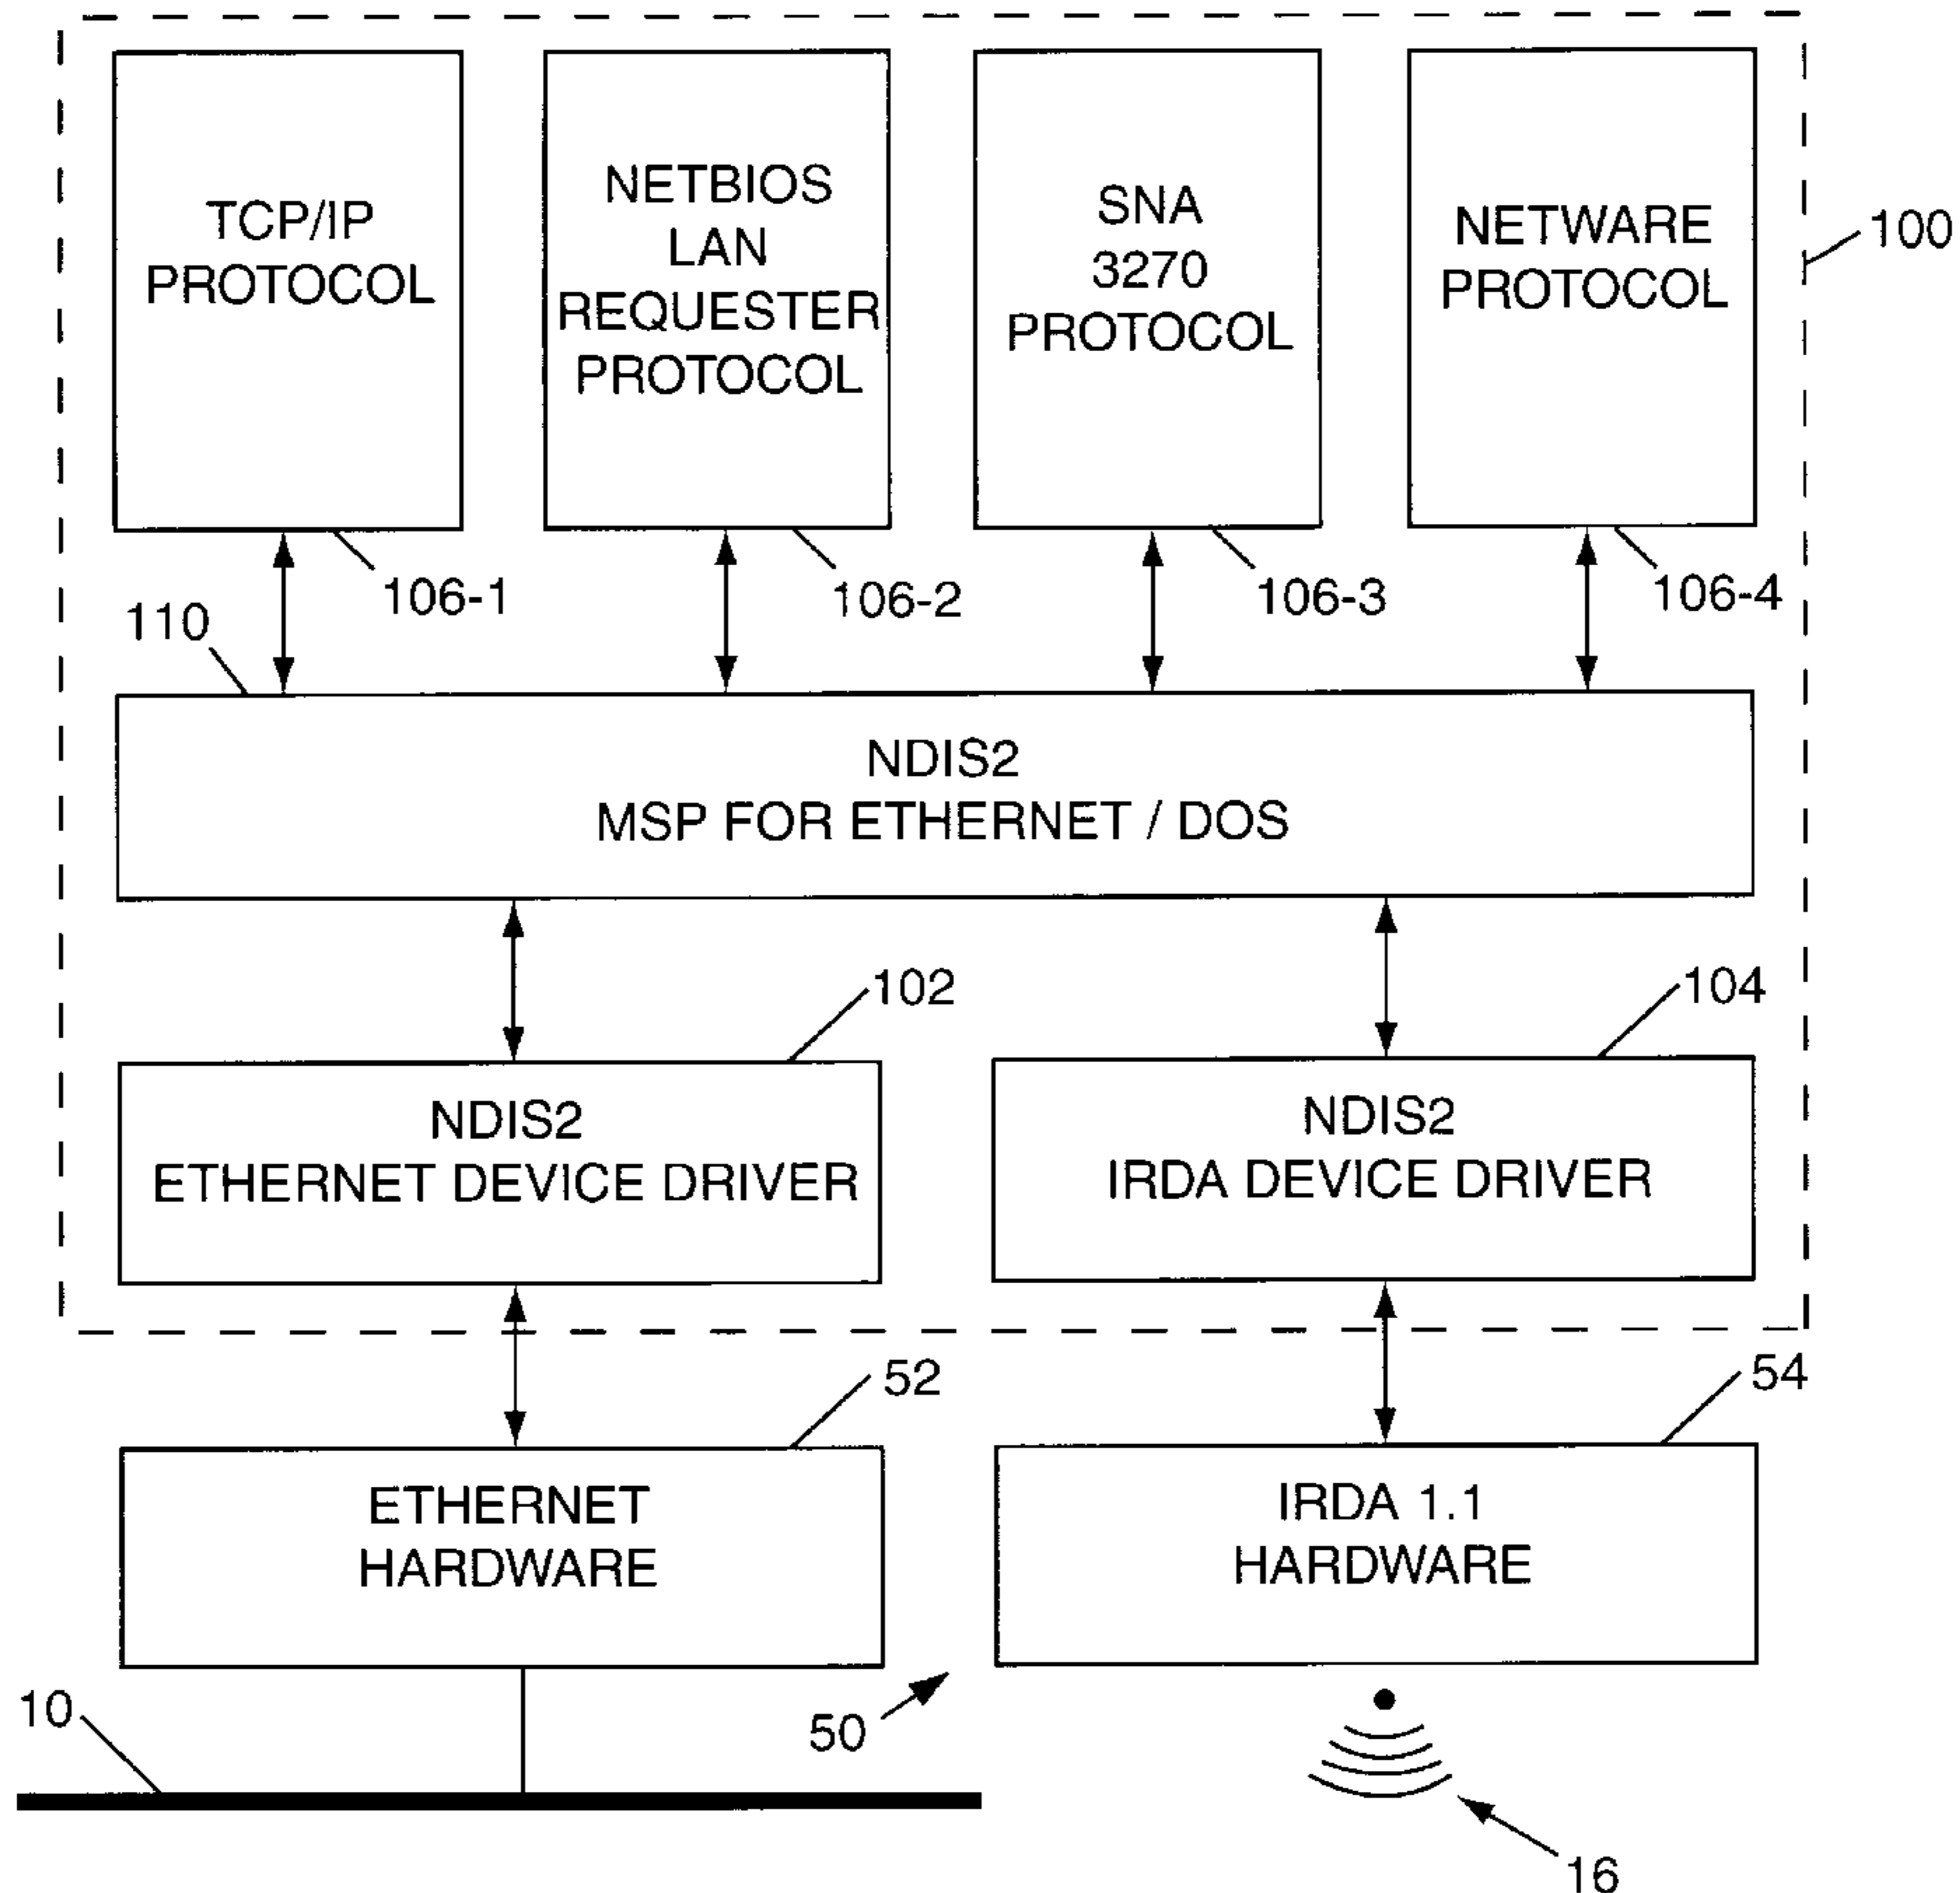 TCP/IP
PROTOCOL
NETBIOS
LAN
REQUESTER
PROTOCOL
SNA
3270
PROTOCOL
NETWARE
PROTOCOL
100
106-1
106-2
106-3
106-4
110
NDIS2
MSP FOR ETHERNET / DOS
102
104
NDIS2
ETHERNET DEVICE DRIVER
NDIS2
IRDA DEVICE DRIVER
52
54
ETHERNET
HARDWARE
IRDA 1.1
HARDWARE
10
50
16